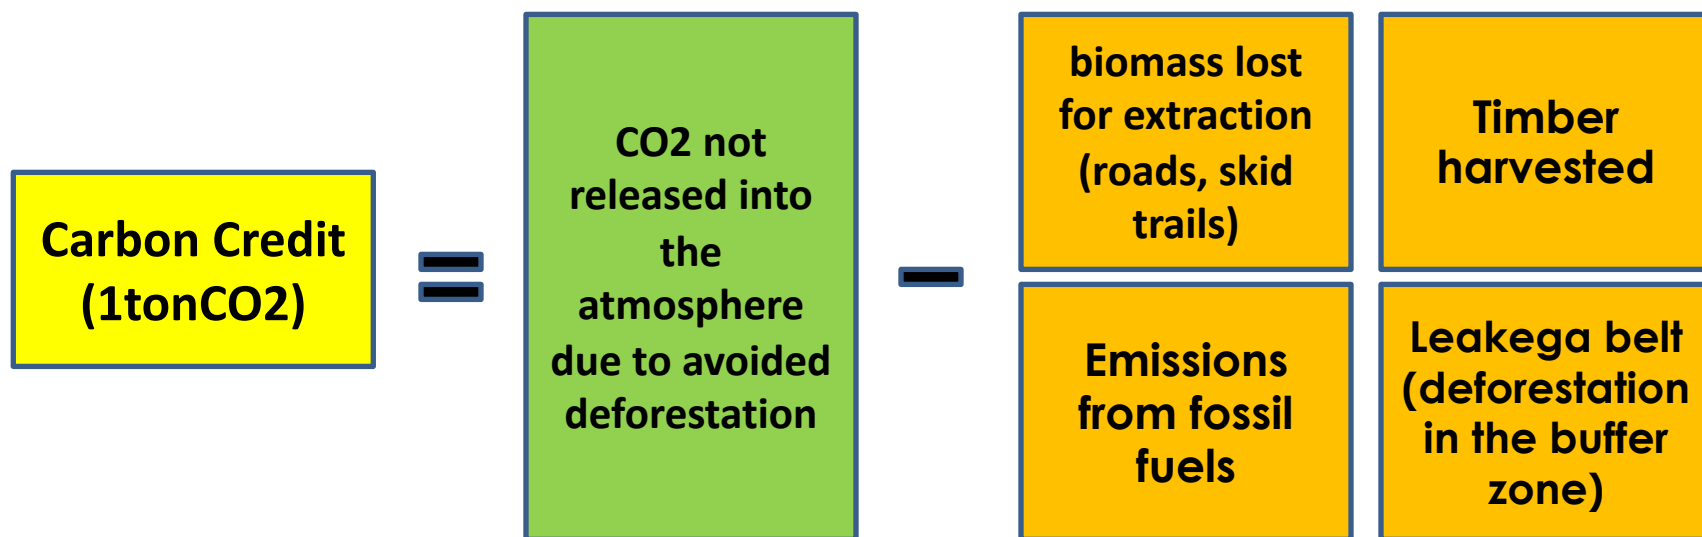 Carbon Credit
(1tonCO2)
CO2 not
released into
the
atmosphere
due to avoided
deforestation
biomass lost
for extraction
(roads, skid
trails)
Timber
harvested
Emissions
from fossil
fuels
Leakega belt
(deforestation
in the buffer
zone)